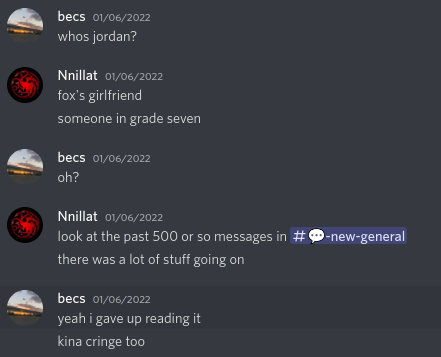 becs 01/06/2022
whos jordan?
Nnillat 01/06/2022
fox's girlfriend
someone in grade seven
becs 01/06/2022
oh?
Nnillat 01/06/2022
look at the past 500 or so messages in #💬-new-general
there was a lot of stuff going on
becs 01/06/2022
yeah i gave up reading it
kina cringe too